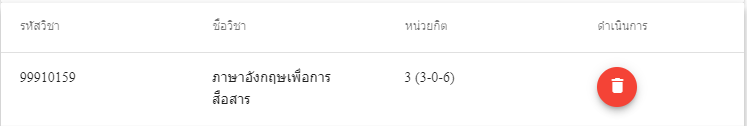 รหัสวิชา ชื่อวิชา หน่วยกิต ดำเนินการ
99910159 ภาษาอังกฤษเพื่อการ 3 (3-0-6)
สื่อสาร